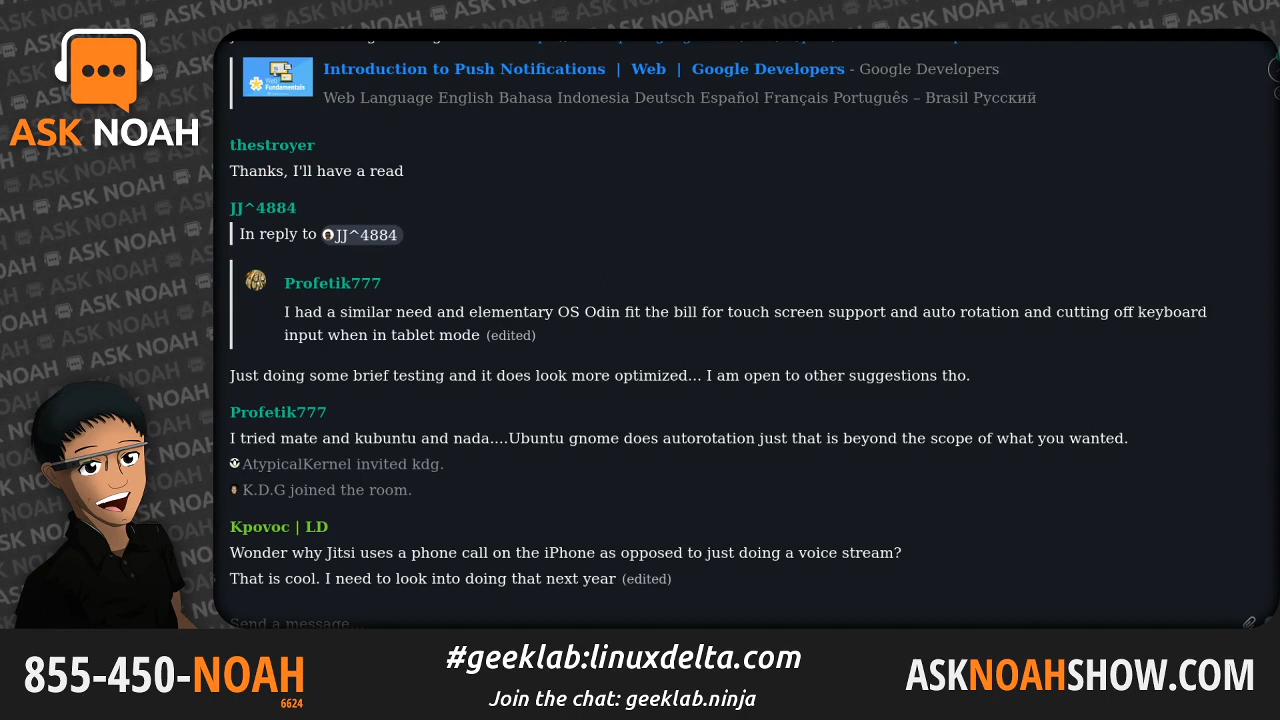 ASK NOAH
Introduction to Push Notifications | Web | Google Developers - Google Developers
Web Language English Bahasa Indonesia Deutsch Español Français Português – Brasil Русский
thestroyer
Thanks, I'll have a read
JJ^4884
In reply to JJ^4884
Profetik777
I had a similar need and elementary OS Odin fit the bill for touch screen support and auto rotation and cutting off keyboard
input when in tablet mode (edited)
Just doing some brief testing and it does look more optimized... I am open to other suggestions tho.
Profetik777
I tried mate and kubuntu and nada....Ubuntu gnome does autorotation just that is beyond the scope of what you wanted.
AtypicalKernel invited kdg.
K.D.G joined the room.
Kpovoc | LD
Wonder why Jitsi uses a phone call on the iPhone as opposed to just doing a voice stream?
That is cool. I need to look into doing that next year (edited)
Send a message...
855-450-NOAH
6624
#geeklab:linuxdelta.com
Join the chat: geeklab.ninja
ASKNOAHSHOW.COM